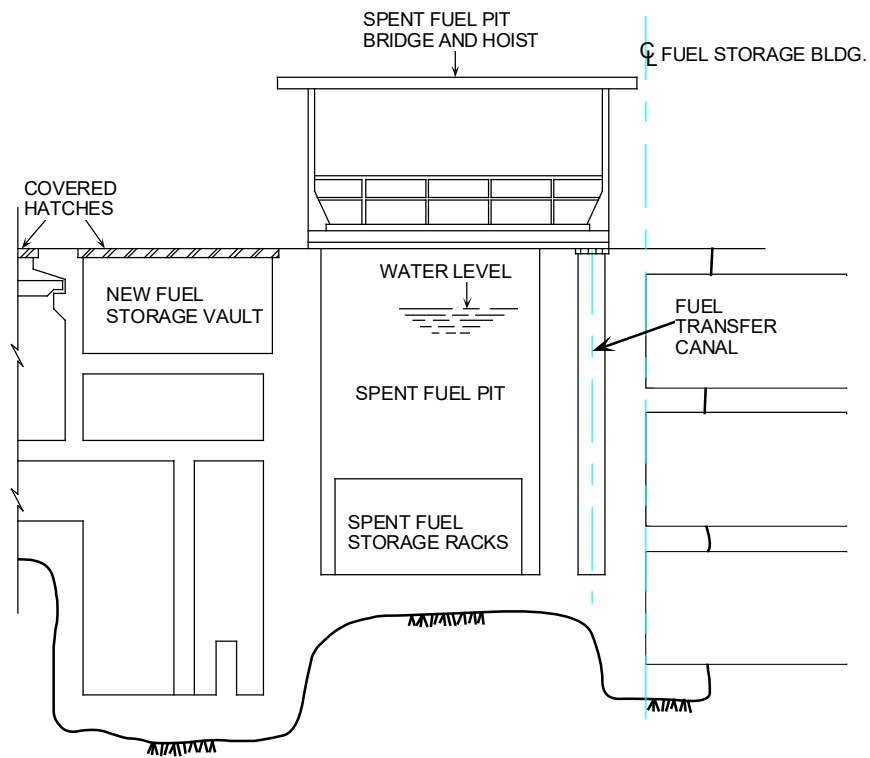 SPENT FUEL PIT
BRIDGE AND HOIST
℄ FUEL STORAGE BLDG.
COVERED
HATCHES
WATER LEVEL
NEW FUEL
STORAGE VAULT
FUEL
TRANSFER
CANAL
SPENT FUEL PIT
SPENT FUEL
STORAGE RACKS